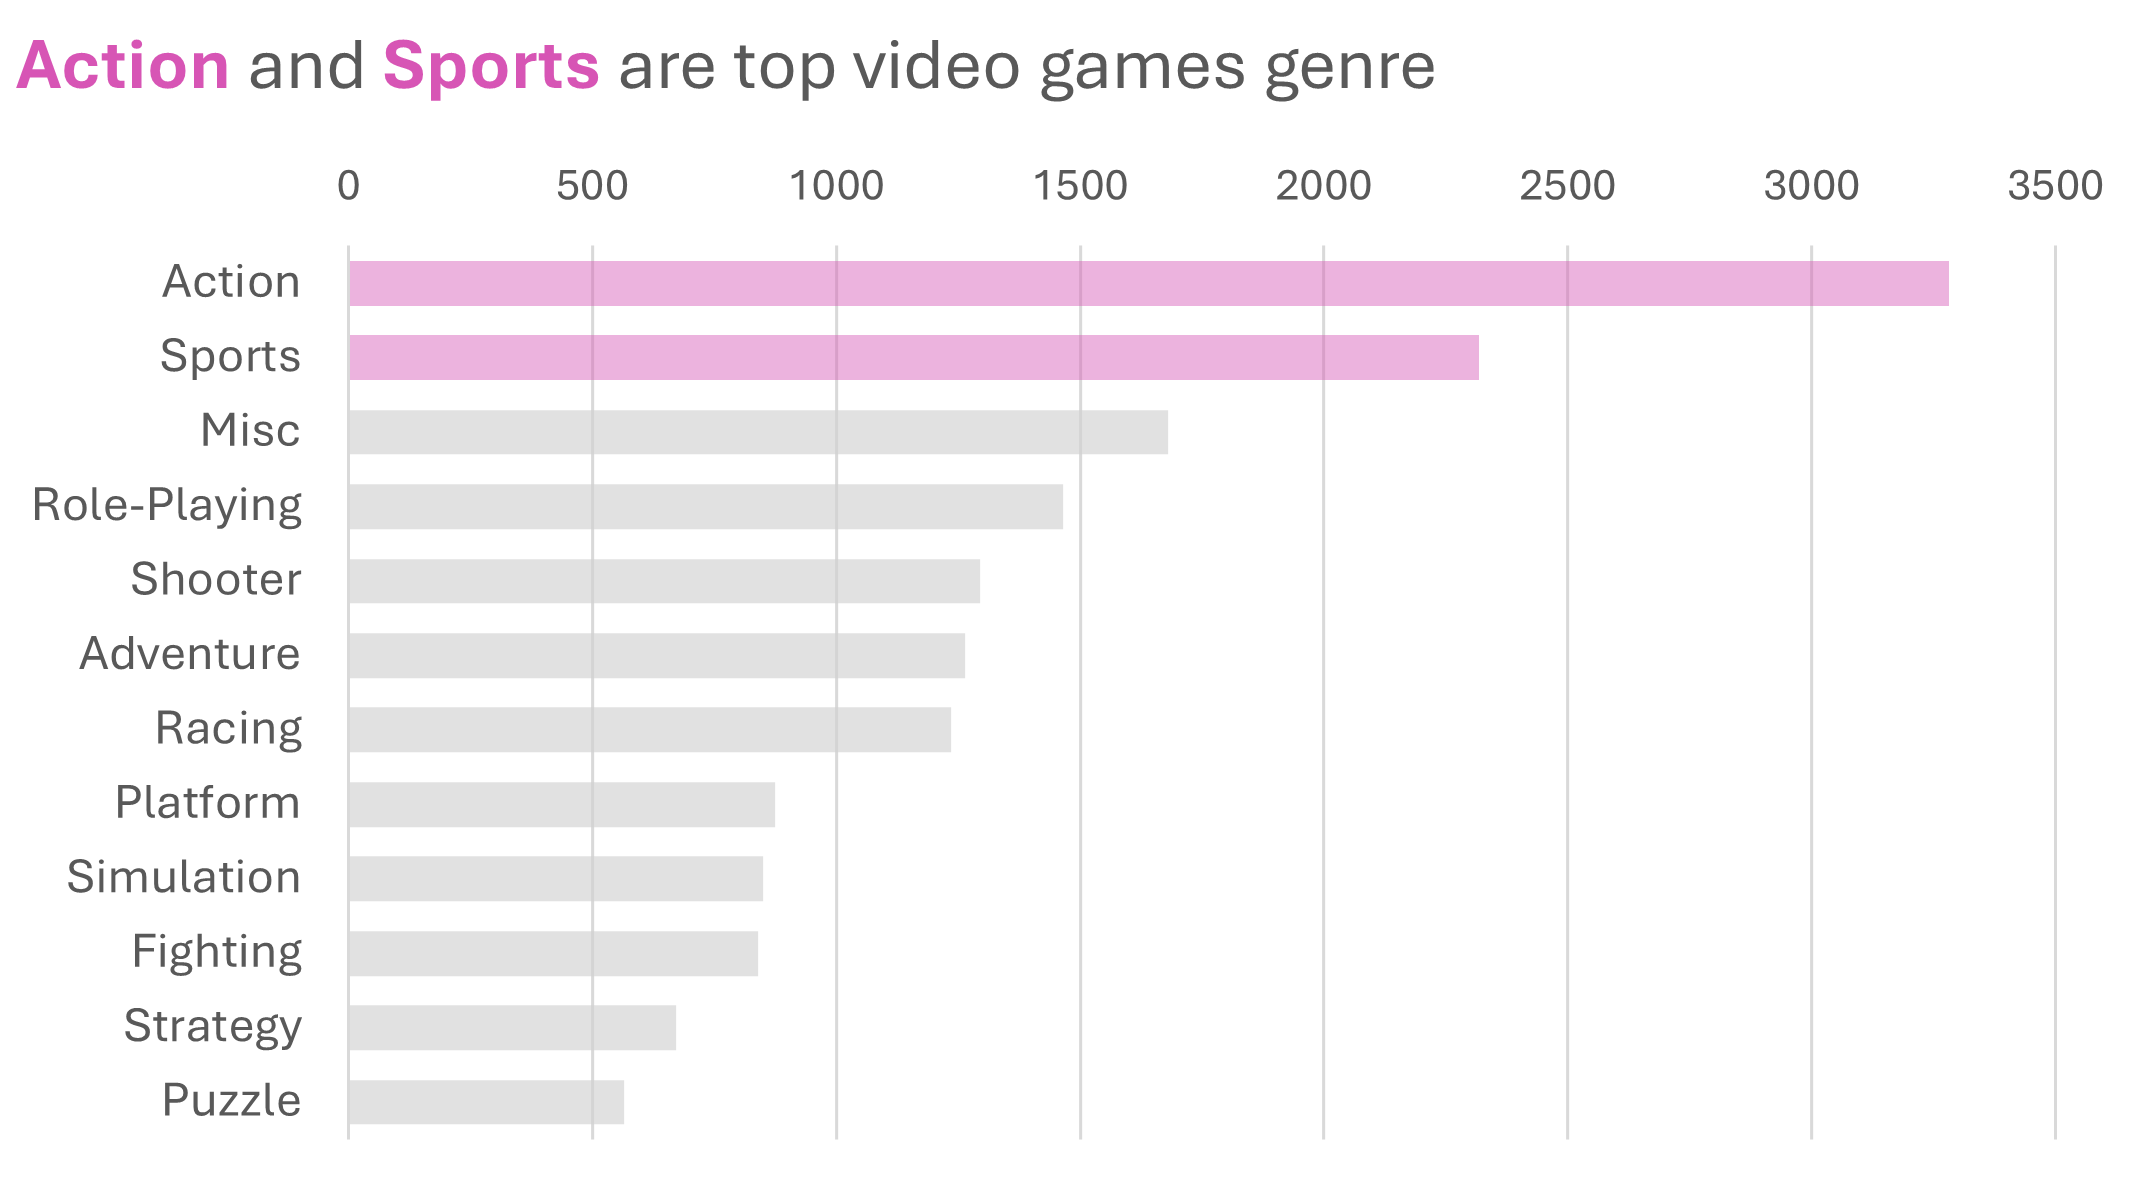 Action and Sports are top video games genre
0 500 1000 1500 2000 2500 3000 3500
Action
Sports
Misc
Role-Playing
Shooter
Adventure
Racing
Platform
Simulation
Fighting
Strategy
Puzzle